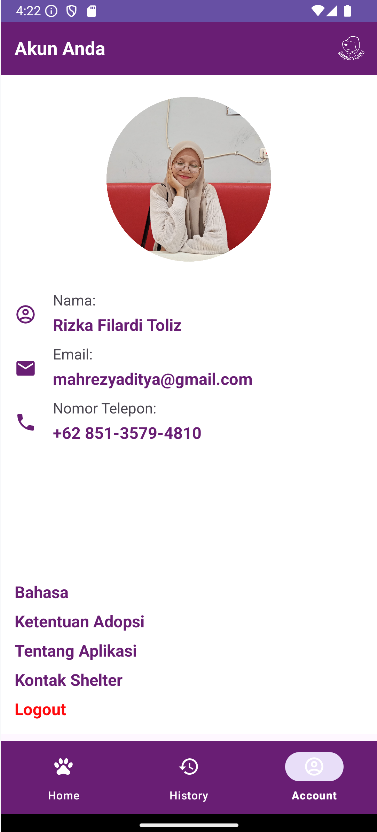 4:22
Akun Anda
Nama:
Rizka Filardi Toliz
Email:
mahrezyaditya@gmail.com
Nomor Telepon:
+62 851-3579-4810
Bahasa
Ketentuan Adopsi
Tentang Aplikasi
Kontak Shelter
Logout
Home
History
Account